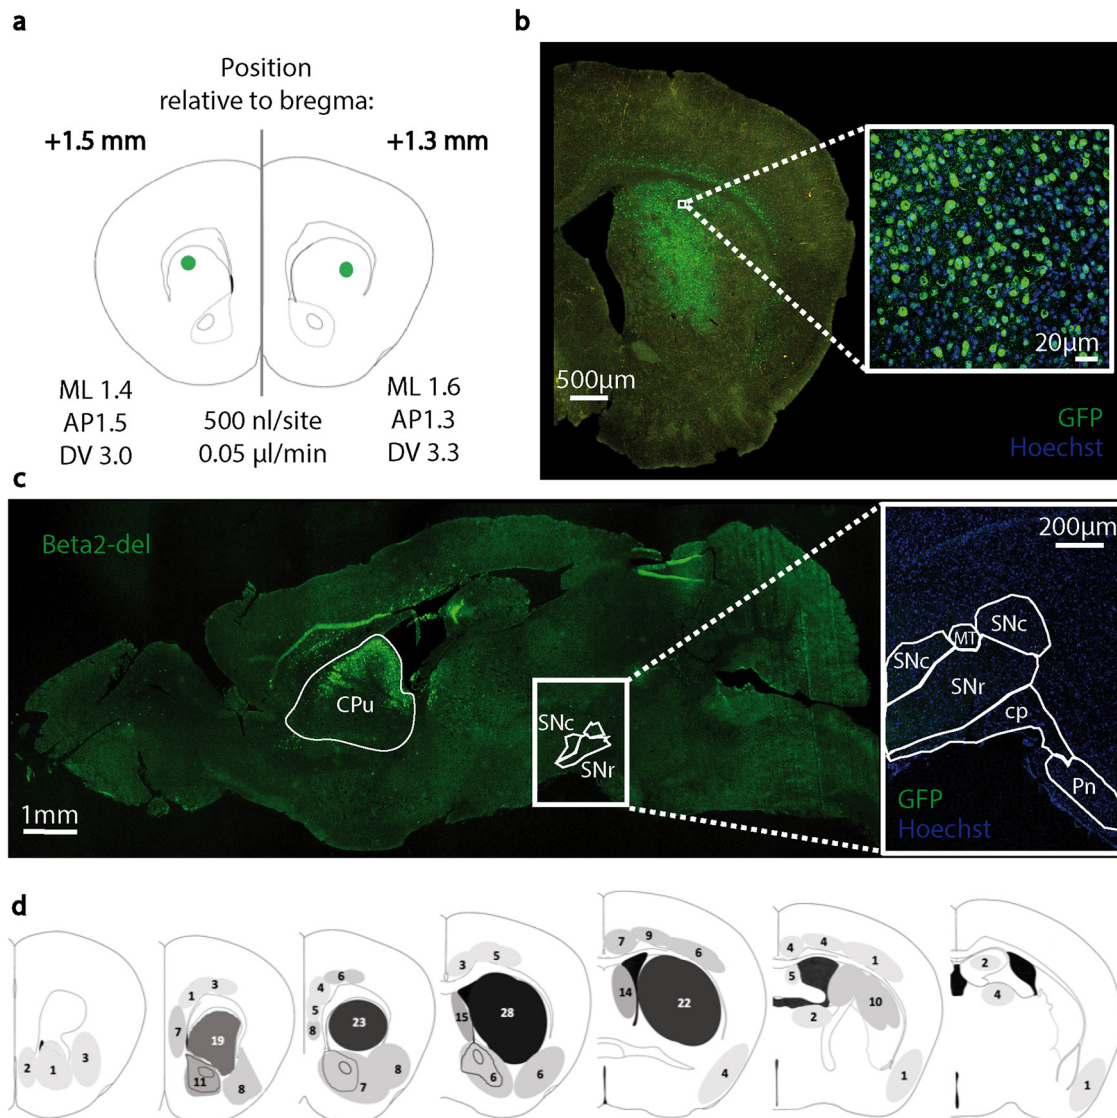 a
Position
relative to bregma:
+1.5 mm
+1.3 mm
ML 1.4
AP1.5
DV 3.0
500 nl/site
0.05 µl/min
ML 1.6
AP1.3
DV 3.3
b
500µm
20µm
GFP
Hoechst
c
Beta2-del
CPu
SNc
SNr
1mm
200µm
SNc
MT
SNc
SNr
cp
Pn
GFP
Hoechst
d
2 1 3
1 3
7 19
11 8
6
4
5 23
8
8
7
3 5
15 28
6 6
7 9 6
14 22
4
4 4 1
5 10
2
1
2
4
1